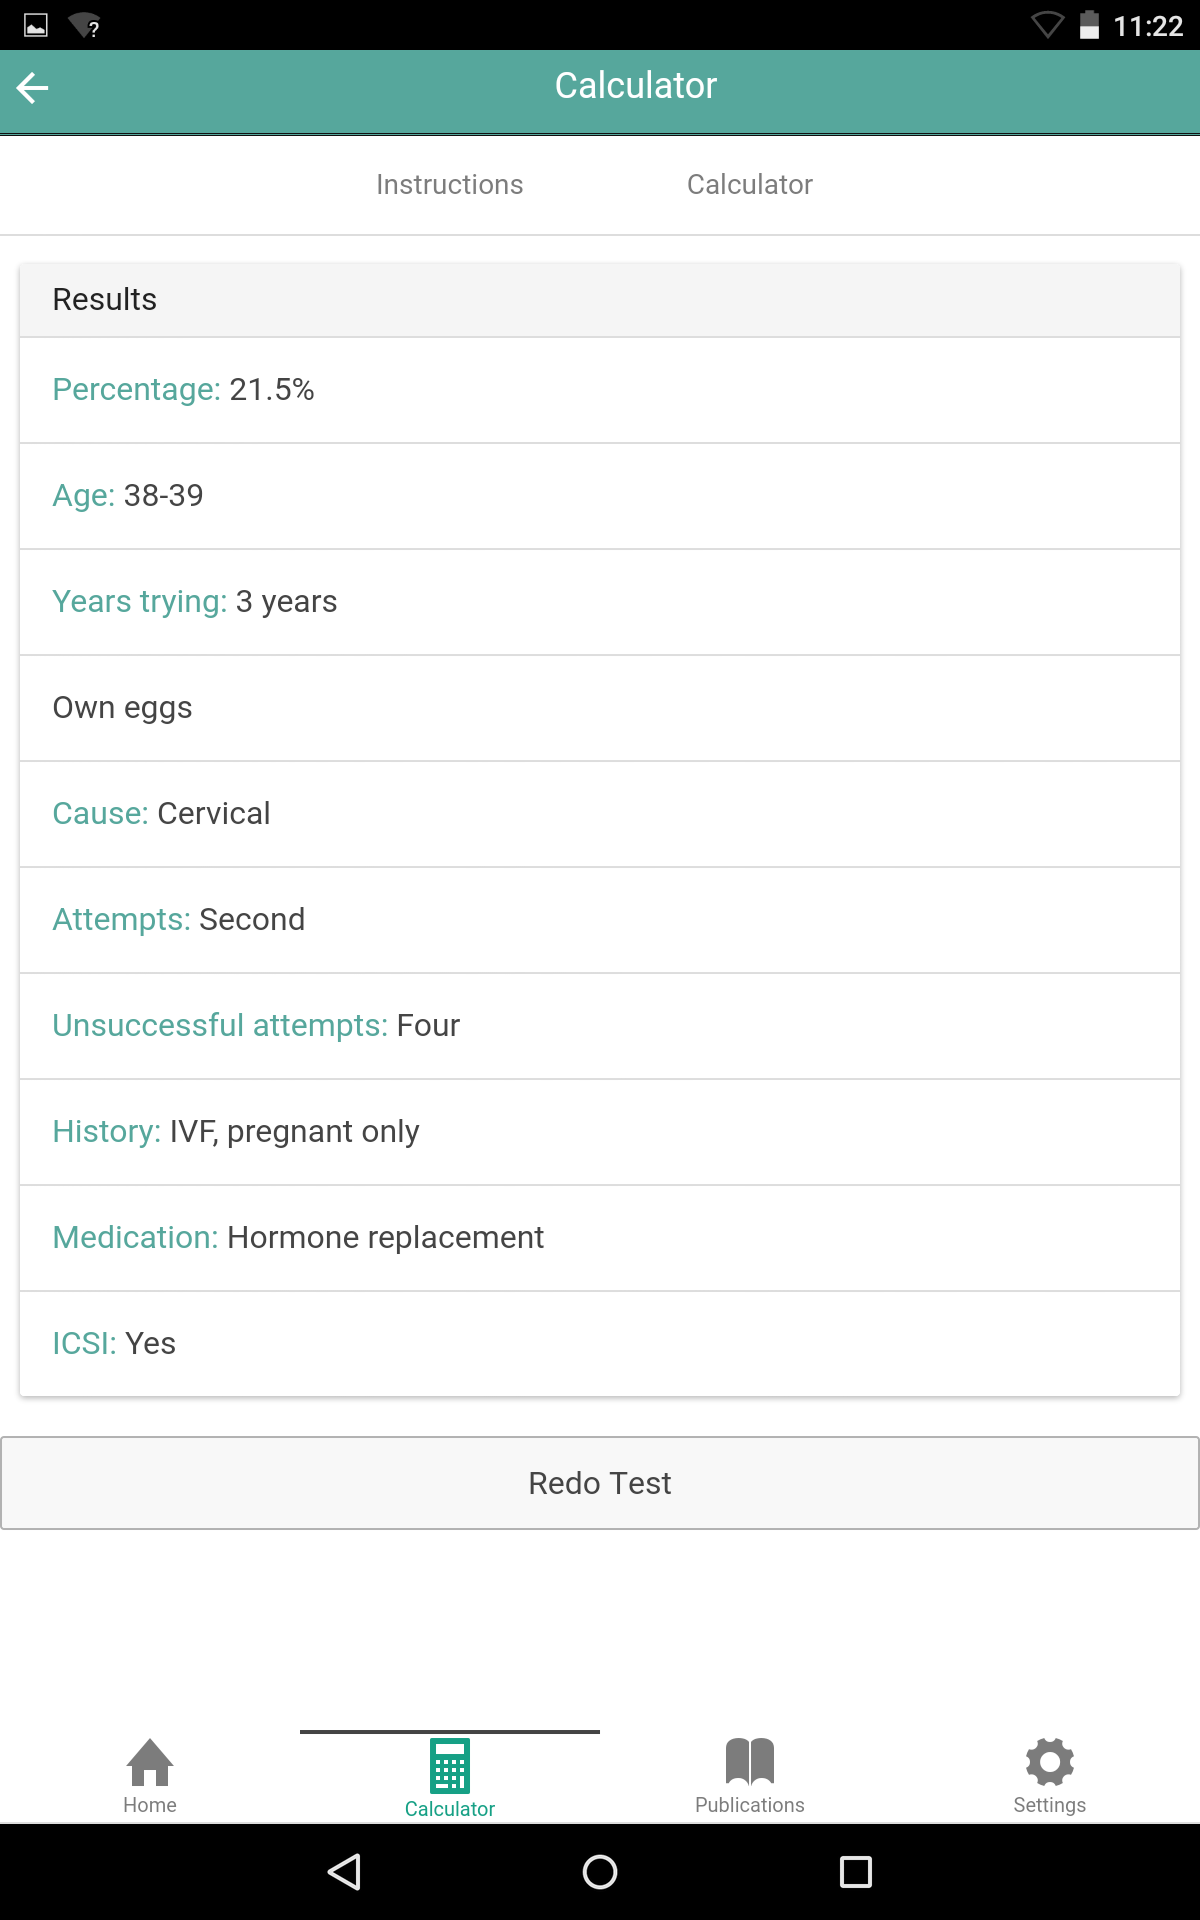 11:22
Calculator
Instructions Calculator
Results
Percentage: 21.5%
Age: 38-39
Years trying: 3 years
Own eggs
Cause: Cervical
Attempts: Second
Unsuccessful attempts: Four
History: IVF, pregnant only
Medication: Hormone replacement
ICSI: Yes
Redo Test
Home Calculator Publications Settings